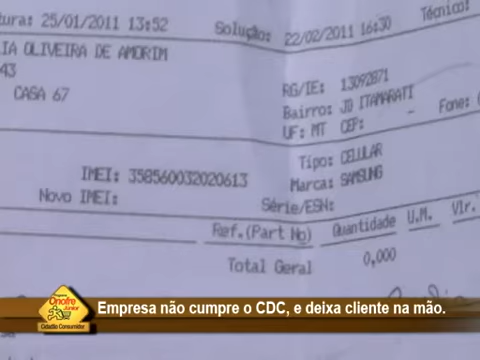 tura: 25/01/2011 13:52 Solução: 22/02/2011 16:30 Técnico:
IA OLIVEIRA DE AMORIM
43 RG/IE: 13092871
CASA 67 Bairro: JD ITAMARATI Fone: (
UF: MT CEP: -
IMEI: 358560032020613 Tipo: CELULAR
Novo IMEI: Marca: SAMSUNG
Série/ESN:
Ref.(Part No) Quantidade U.M. Vlr.
Total Geral 0,000
Empresa não cumpre o CDC, e deixa cliente na mão.
Programa
Onofre
Junior
Cidadão Consumidor